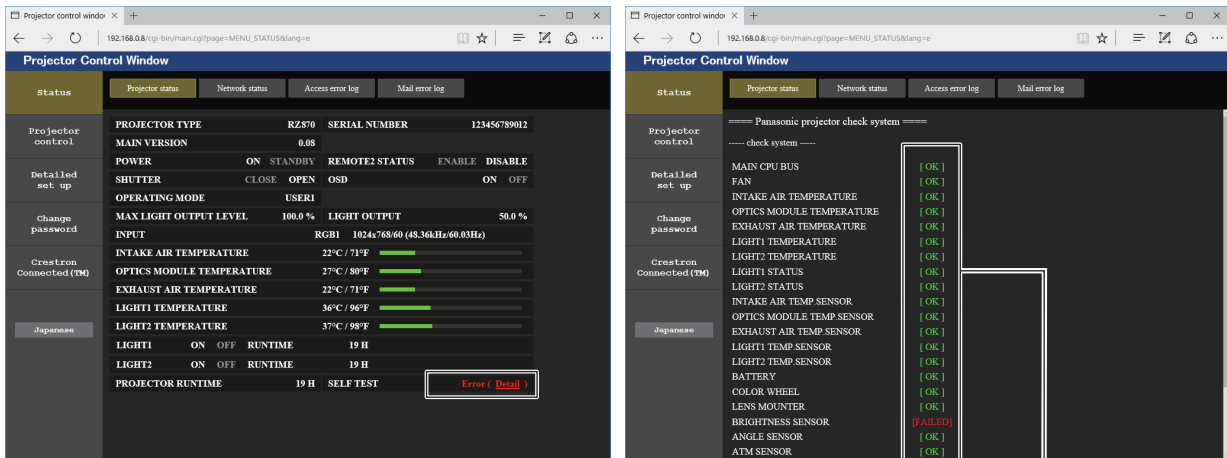 Projector control windov
192.168.0.8/cgi-bin/main.cgi?page=MENU_STATUS&lang=e
Projector Control Window
Status
Projector status Network status Access error log Mail error log
Projector control
Detailed set up
Change password
Crestron Connected(TM)
Japanese
PROJECTOR TYPE RZ870 SERIAL NUMBER 123456789012
MAIN VERSION 0.08
POWER ON STANDBY REMOTE2 STATUS ENABLE DISABLE
SHUTTER CLOSE OPEN OSD ON OFF
OPERATING MODE USER1
MAX LIGHT OUTPUT LEVEL 100.0 % LIGHT OUTPUT 50.0 %
INPUT RGB1 1024x768/60 (48.36kHz/60.03Hz)
INTAKE AIR TEMPERATURE 22°C / 71°F
OPTICS MODULE TEMPERATURE 27°C / 80°F
EXHAUST AIR TEMPERATURE 22°C / 71°F
LIGHT1 TEMPERATURE 36°C / 96°F
LIGHT2 TEMPERATURE 37°C / 98°F
LIGHT1 ON OFF RUNTIME 19 H
LIGHT2 ON OFF RUNTIME 19 H
PROJECTOR RUNTIME 19 H SELF TEST Error ( Detail )
Projector control windov
192.168.0.8/cgi-bin/main.cgi?page=MENU_STATUS&lang=e
Projector Control Window
Status
Projector status Network status Access error log Mail error log
Projector control
Detailed set up
Change password
Crestron Connected(TM)
Japanese
==== Panasonic projector check system ====
----- check system -----
MAIN CPU BUS [ OK ]
FAN [ OK ]
INTAKE AIR TEMPERATURE [ OK ]
OPTICS MODULE TEMPERATURE [ OK ]
EXHAUST AIR TEMPERATURE [ OK ]
LIGHT1 TEMPERATURE [ OK ]
LIGHT2 TEMPERATURE [ OK ]
LIGHT1 STATUS [ OK ]
LIGHT2 STATUS [ OK ]
INTAKE AIR TEMP.SENSOR [ OK ]
OPTICS MODULE TEMP.SENSOR [ OK ]
EXHAUST AIR TEMP.SENSOR [ OK ]
LIGHT1 TEMP.SENSOR [ OK ]
LIGHT2 TEMP.SENSOR [ OK ]
BATTERY [ OK ]
COLOR WHEEL [ OK ]
LENS MOUNTER [ OK ]
BRIGHTNESS SENSOR [FAILED]
ANGLE SENSOR [ OK ]
ATM SENSOR [ OK ]